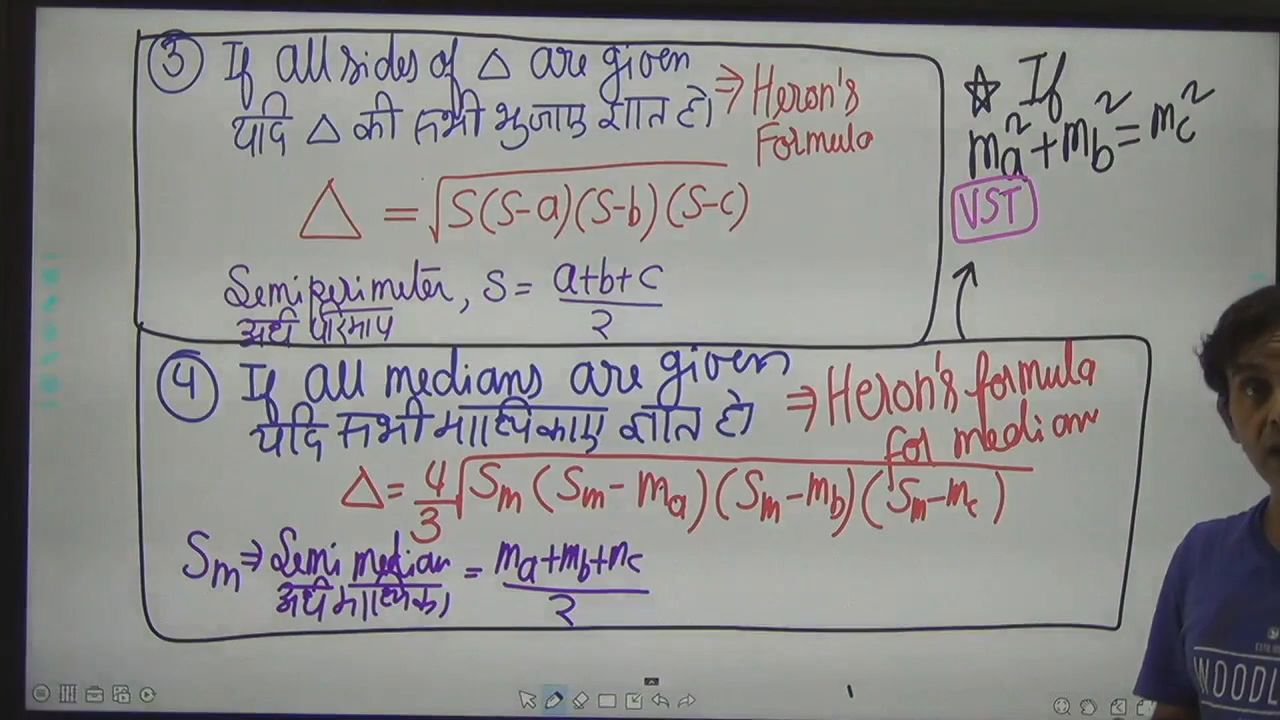 ③ If all sides of △ are given
यदि △ की सभी भुजाए ज्ञात हो
⇒ Heron's
Formula
△ = √S(S-a)(S-b)(S-c)
Semi perimeter, S = a+b+c / 2
अर्ध परिमाप
④ If all medians are given
यदि सभी माध्यिकाए ज्ञात हो
⇒ Heron's formula
for median
△ = 4/3 √Sm (Sm - ma)(Sm - mb)(Sm - mc)
Sm ⇒ Semi median = ma+mb+mc / 2
अर्ध माध्यिका
☆ If
ma² + mb² = mc²
VST
WOODL